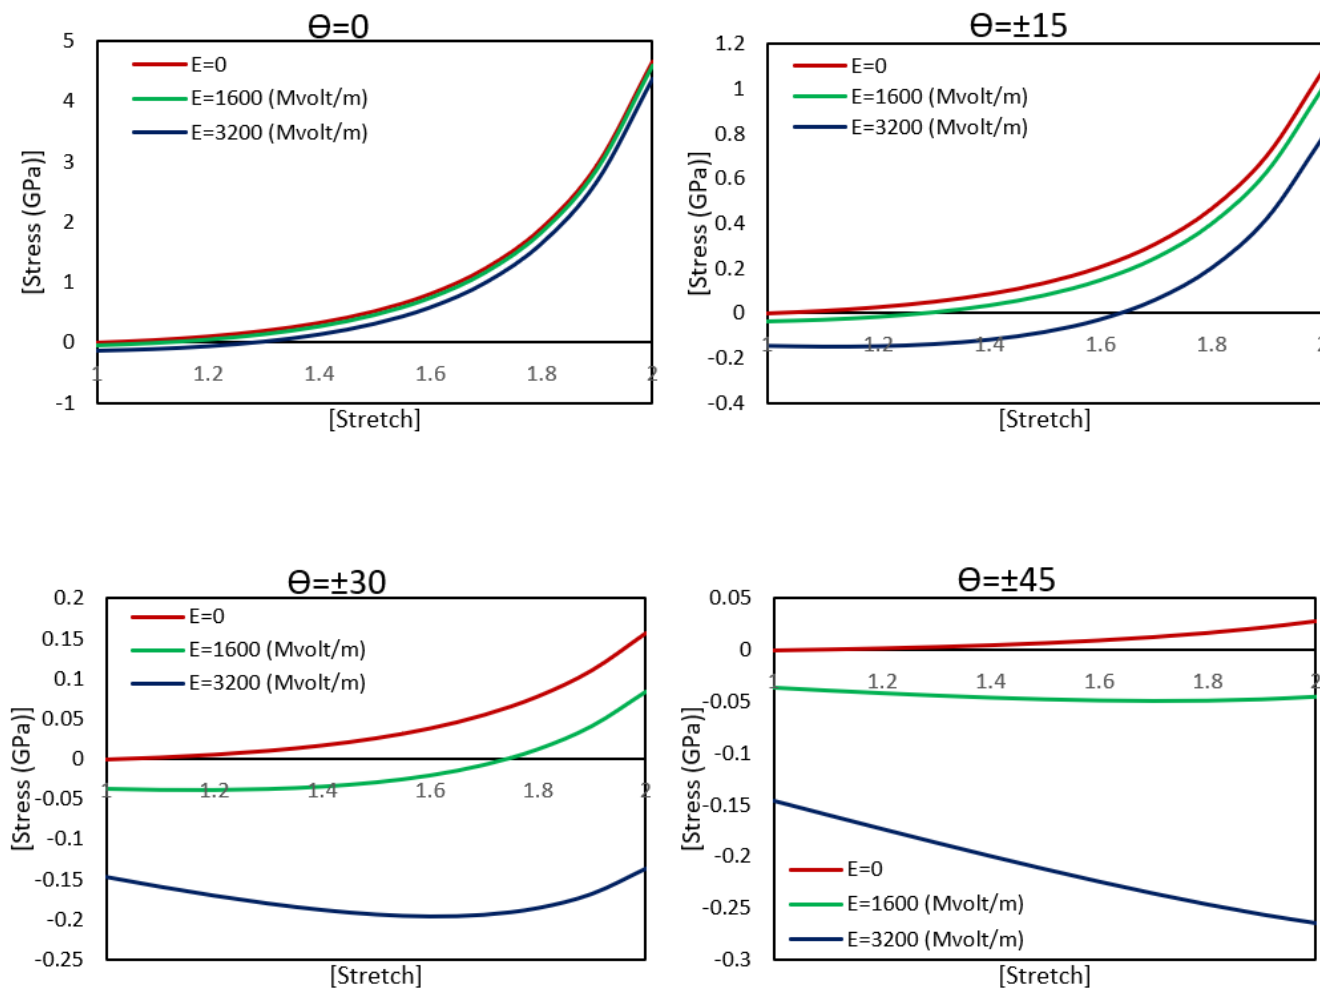 Ɵ=0
5
4
3
2
1
0
-1
E=0
E=1600 (Mvolt/m)
E=3200 (Mvolt/m)
1
1.2
1.4
1.6
1.8
2
[Stress (GPa)]
[Stretch]
Ɵ=±15
1.2
1
0.8
0.6
0.4
0.2
0
-0.2
-0.4
E=0
E=1600 (Mvolt/m)
E=3200 (Mvolt/m)
1
1.2
1.4
1.6
1.8
2
[Stress (GPa)]
[Stretch]
Ɵ=±30
0.2
0.15
0.1
0.05
0
-0.05
-0.1
-0.15
-0.2
-0.25
E=0
E=1600 (Mvolt/m)
E=3200 (Mvolt/m)
1
1.2
1.4
1.6
1.8
2
[Stress (GPa)]
[Stretch]
Ɵ=±45
0.05
0
-0.05
-0.1
-0.15
-0.2
-0.25
-0.3
1
1.2
1.4
1.6
1.8
2
E=0
E=1600 (Mvolt/m)
E=3200 (Mvolt/m)
[Stress (GPa)]
[Stretch]